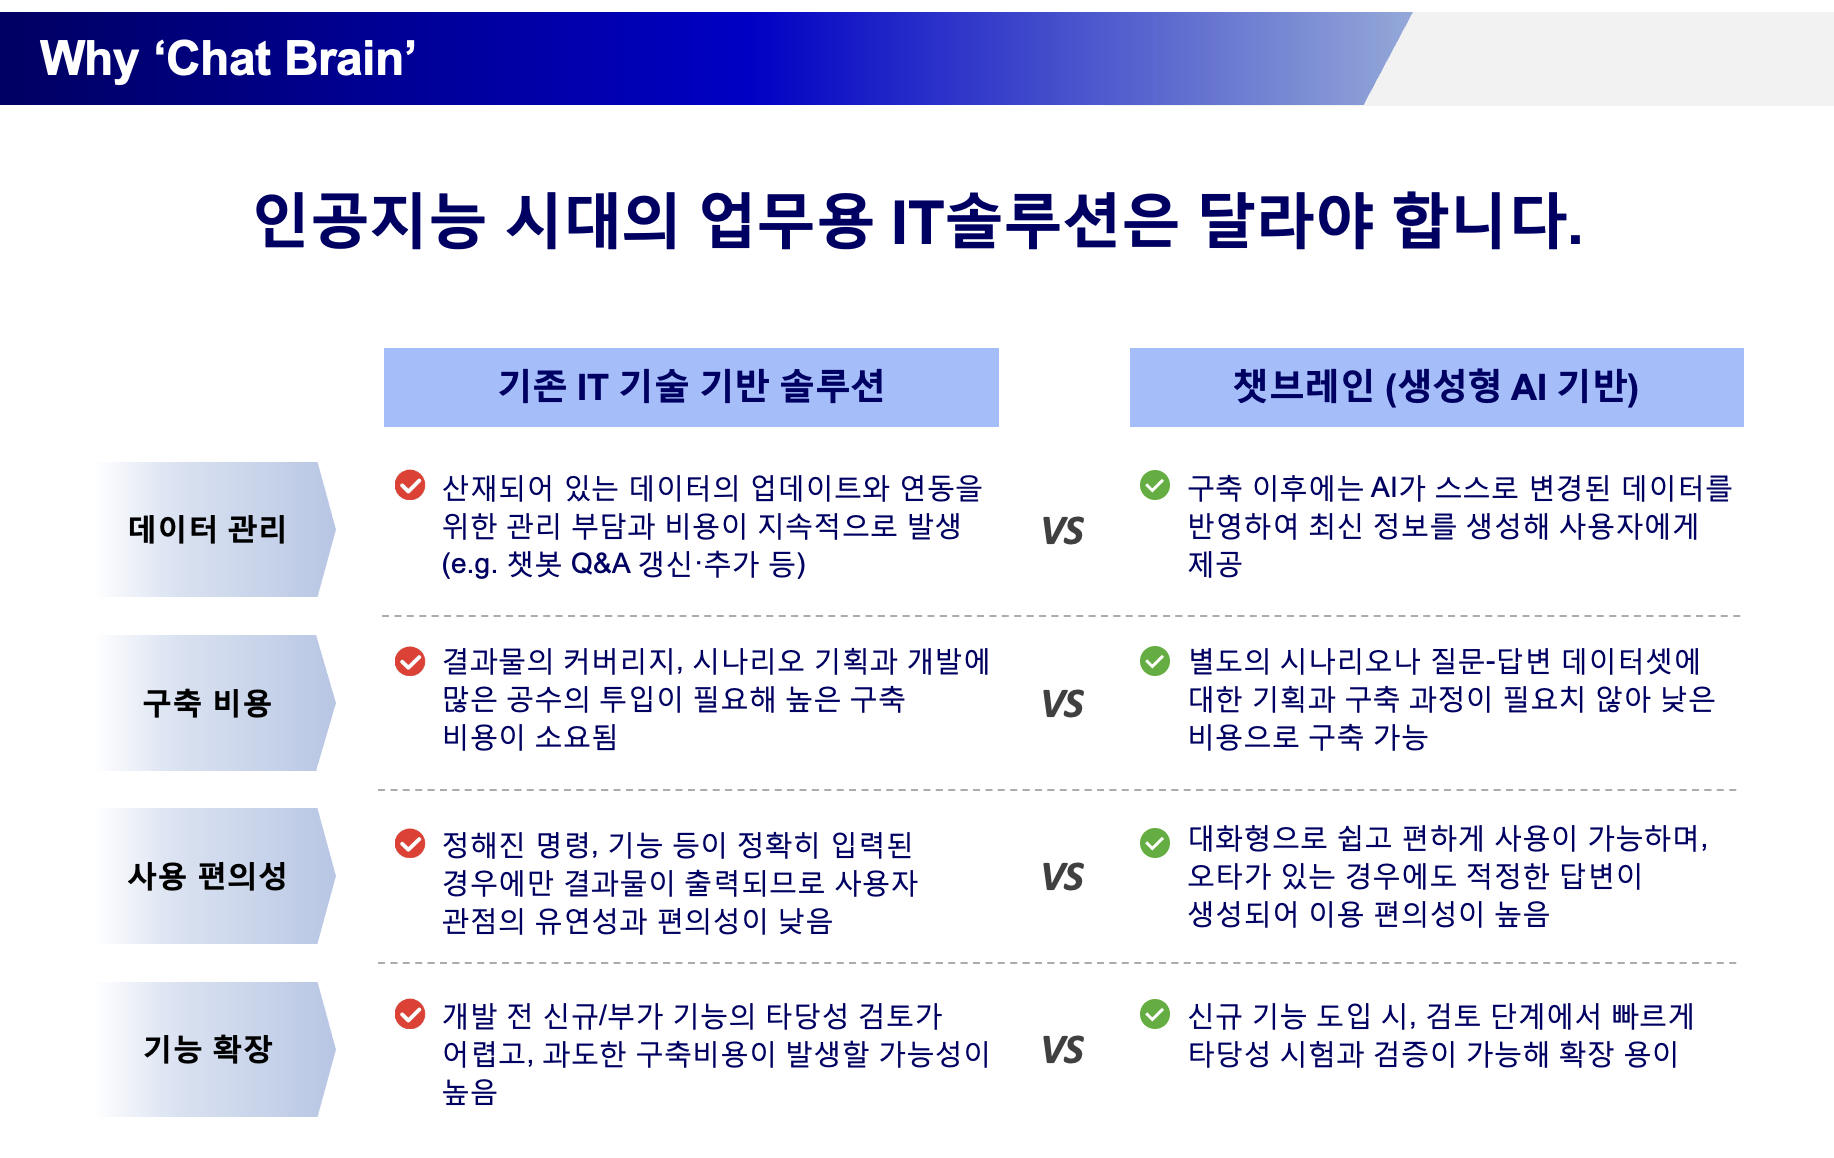 Why ‘Chat Brain’
인공지능 시대의 업무용 IT솔루션은 달라야 합니다.
기존 IT 기술 기반 솔루션
챗브레인 (생성형 AI 기반)
데이터 관리
산재되어 있는 데이터의 업데이트와 연동을
위한 관리 부담과 비용이 지속적으로 발생
(e.g. 챗봇 Q&A 갱신·추가 등)
VS
구축 이후에는 AI가 스스로 변경된 데이터를
반영하여 최신 정보를 생성해 사용자에게
제공
구축 비용
결과물의 커버리지, 시나리오 기획과 개발에
많은 공수의 투입이 필요해 높은 구축
비용이 소요됨
VS
별도의 시나리오나 질문-답변 데이터셋에
대한 기획과 구축 과정이 필요치 않아 낮은
비용으로 구축 가능
사용 편의성
정해진 명령, 기능 등이 정확히 입력된
경우에만 결과물이 출력되므로 사용자
관점의 유연성과 편의성이 낮음
VS
대화형으로 쉽고 편하게 사용이 가능하며,
오타가 있는 경우에도 적정한 답변이
생성되어 이용 편의성이 높음
기능 확장
개발 전 신규/부가 기능의 타당성 검토가
어렵고, 과도한 구축비용이 발생할 가능성이
높음
VS
신규 기능 도입 시, 검토 단계에서 빠르게
타당성 시험과 검증이 가능해 확장 용이